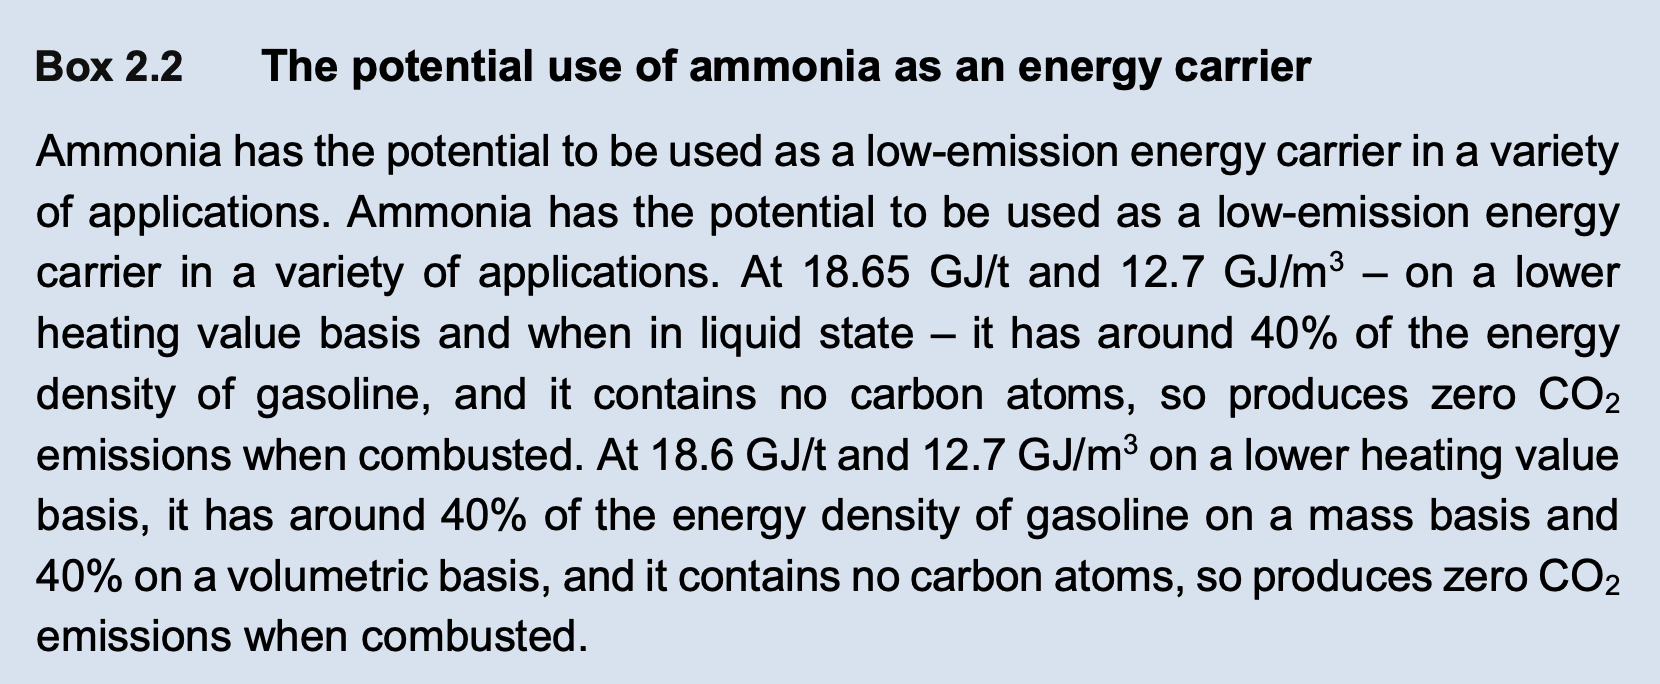 Box 2.2 The potential use of ammonia as an energy carrier
Ammonia has the potential to be used as a low-emission energy carrier in a variety
of applications. Ammonia has the potential to be used as a low-emission energy
carrier in a variety of applications. At 18.65 GJ/t and 12.7 GJ/m³ – on a lower
heating value basis and when in liquid state – it has around 40% of the energy
density of gasoline, and it contains no carbon atoms, so produces zero CO₂
emissions when combusted. At 18.6 GJ/t and 12.7 GJ/m³ on a lower heating value
basis, it has around 40% of the energy density of gasoline on a mass basis and
40% on a volumetric basis, and it contains no carbon atoms, so produces zero CO₂
emissions when combusted.